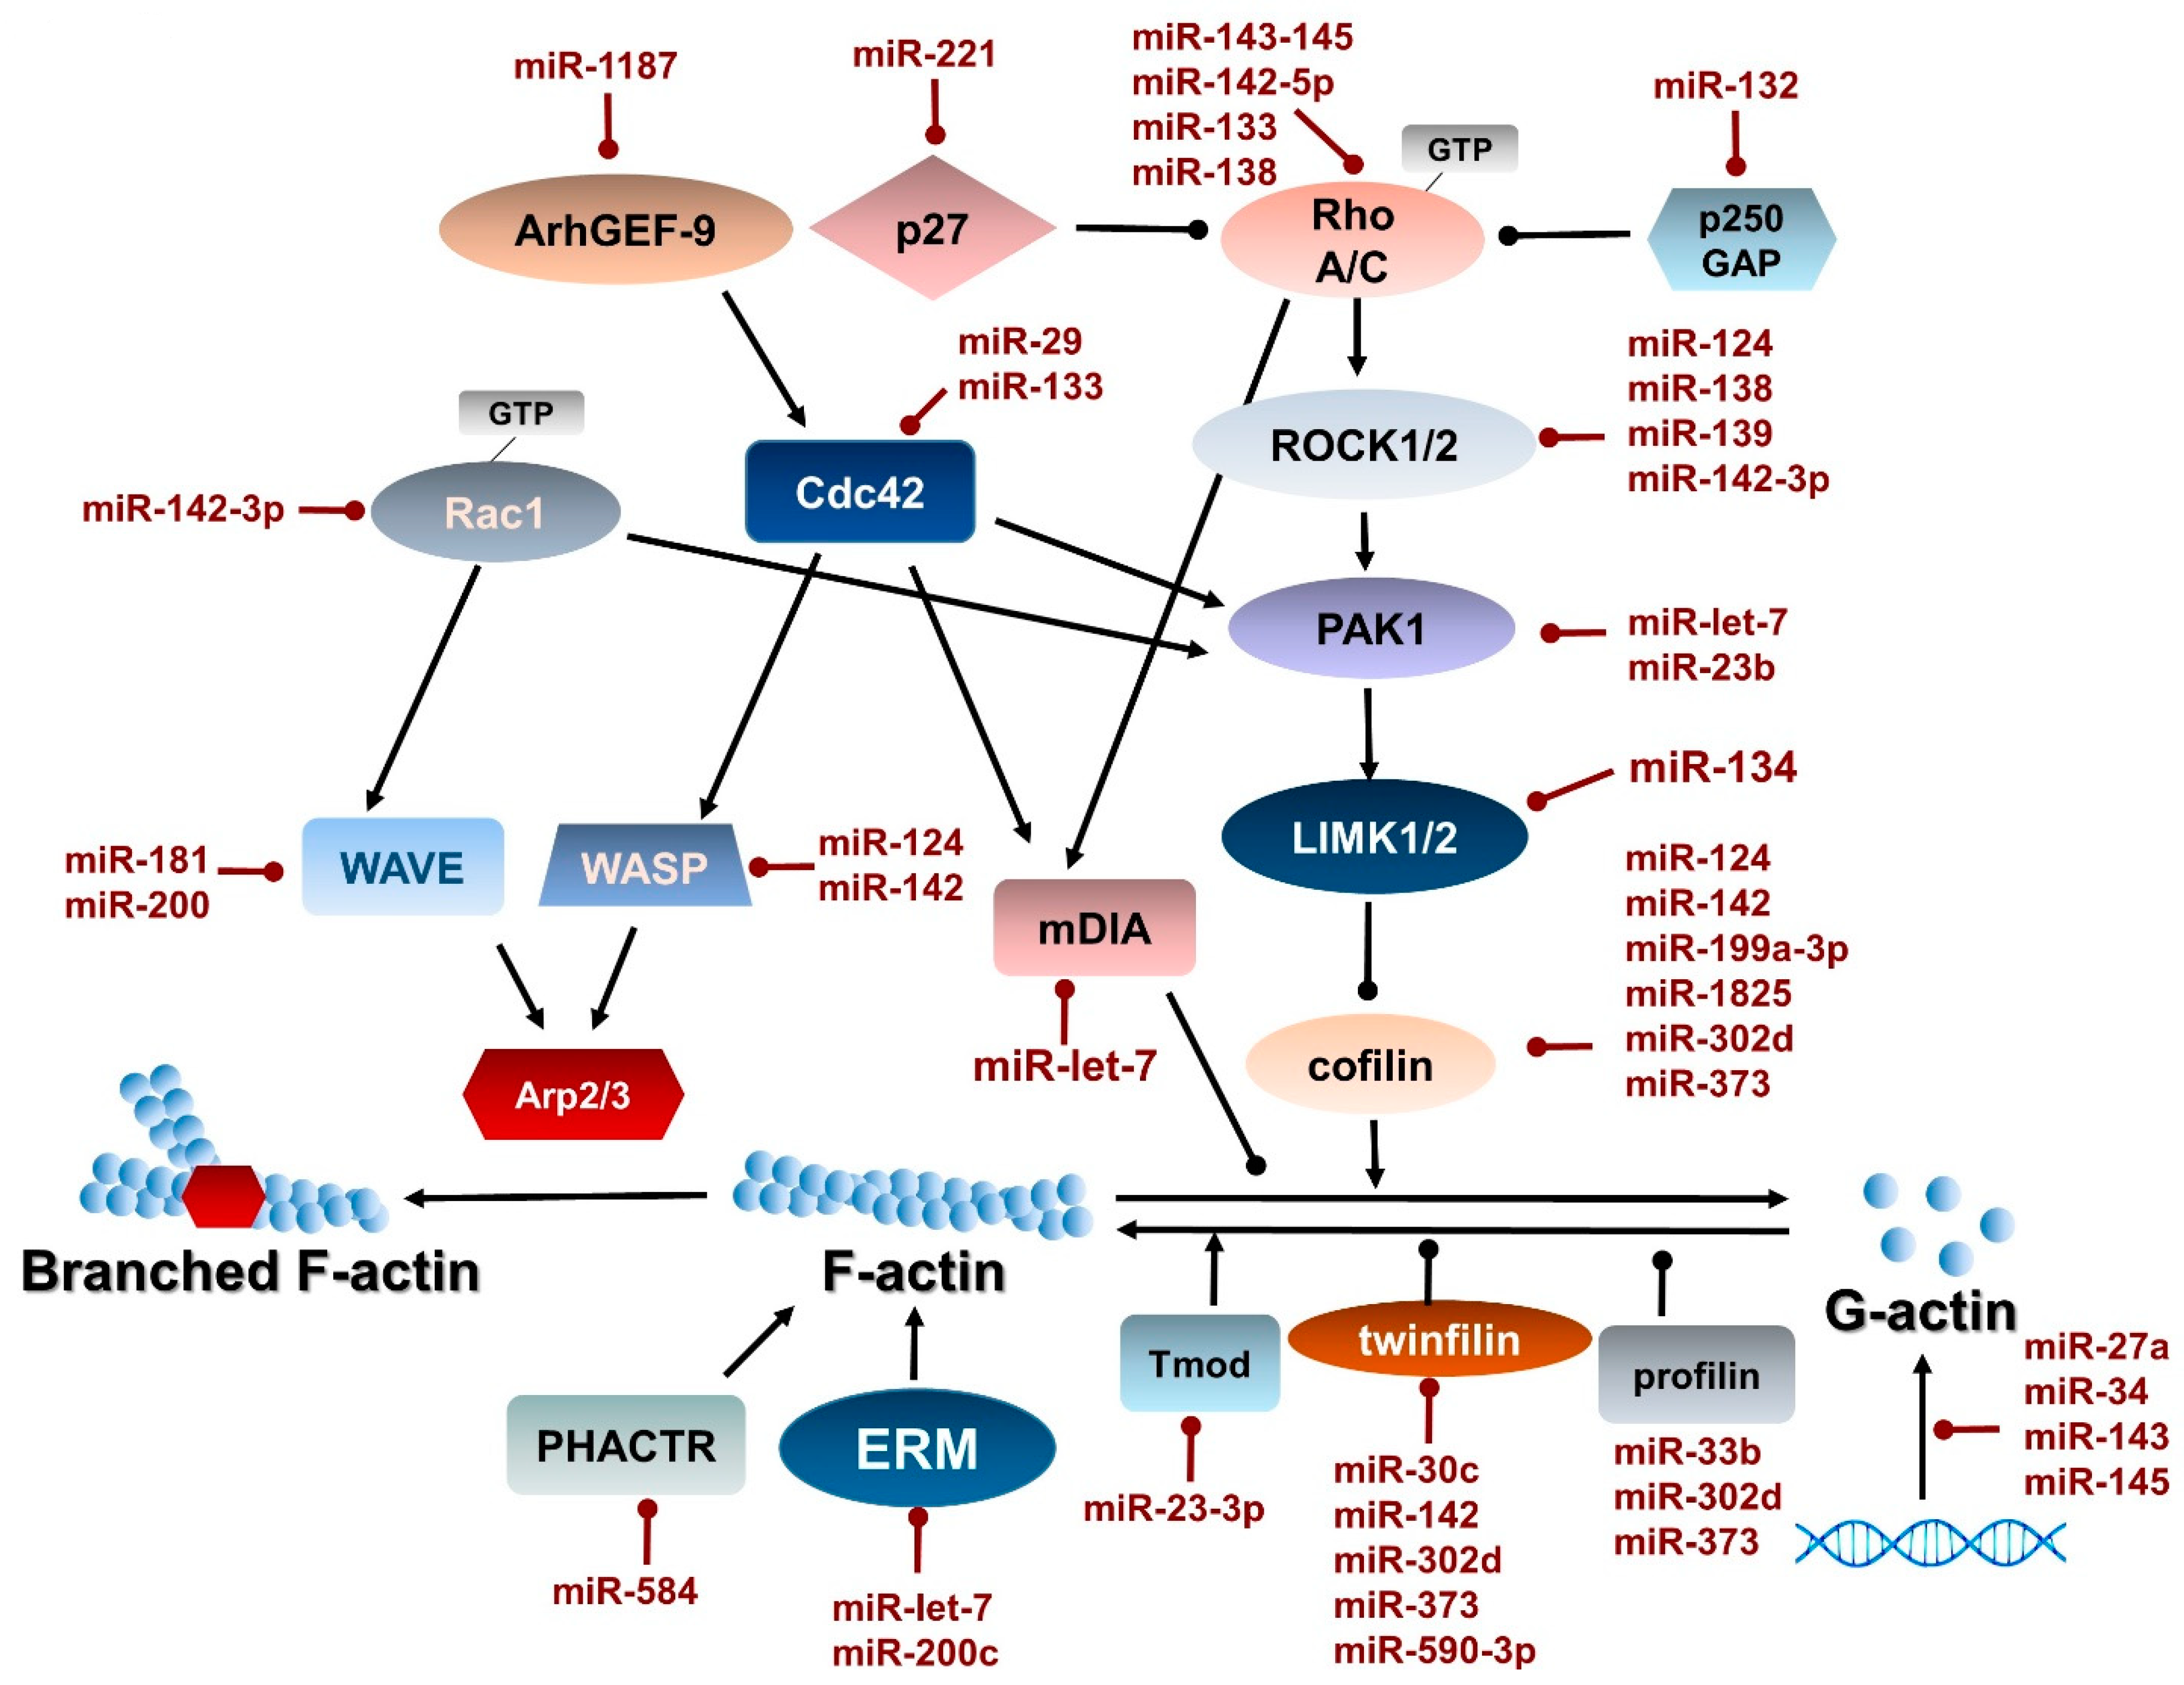 miR-1187
miR-221
miR-143-145
miR-142-5p
miR-133
miR-138
miR-132
GTP
ArhGEF-9
p27
Rho
A/C
p250
GAP
miR-29
miR-133
miR-124
miR-138
miR-139
miR-142-3p
GTP
ROCK1/2
miR-142-3p
Rac1
Cdc42
PAK1
miR-let-7
miR-23b
miR-134
LIMK1/2
miR-181
miR-200
WAVE
WASP
miR-124
miR-142
mDIA
miR-124
miR-142
miR-199a-3p
miR-1825
miR-302d
miR-373
miR-let-7
cofilin
Arp2/3
Branched F-actin
F-actin
G-actin
Tmod
twinfilin
profilin
miR-27a
miR-34
miR-143
miR-145
PHACTR
ERM
miR-23-3p
miR-30c
miR-142
miR-302d
miR-373
miR-590-3p
miR-33b
miR-302d
miR-373
miR-584
miR-let-7
miR-200c